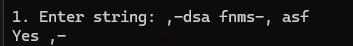 1. Enter string: ,-dsa fnms-, asf
Yes ,-